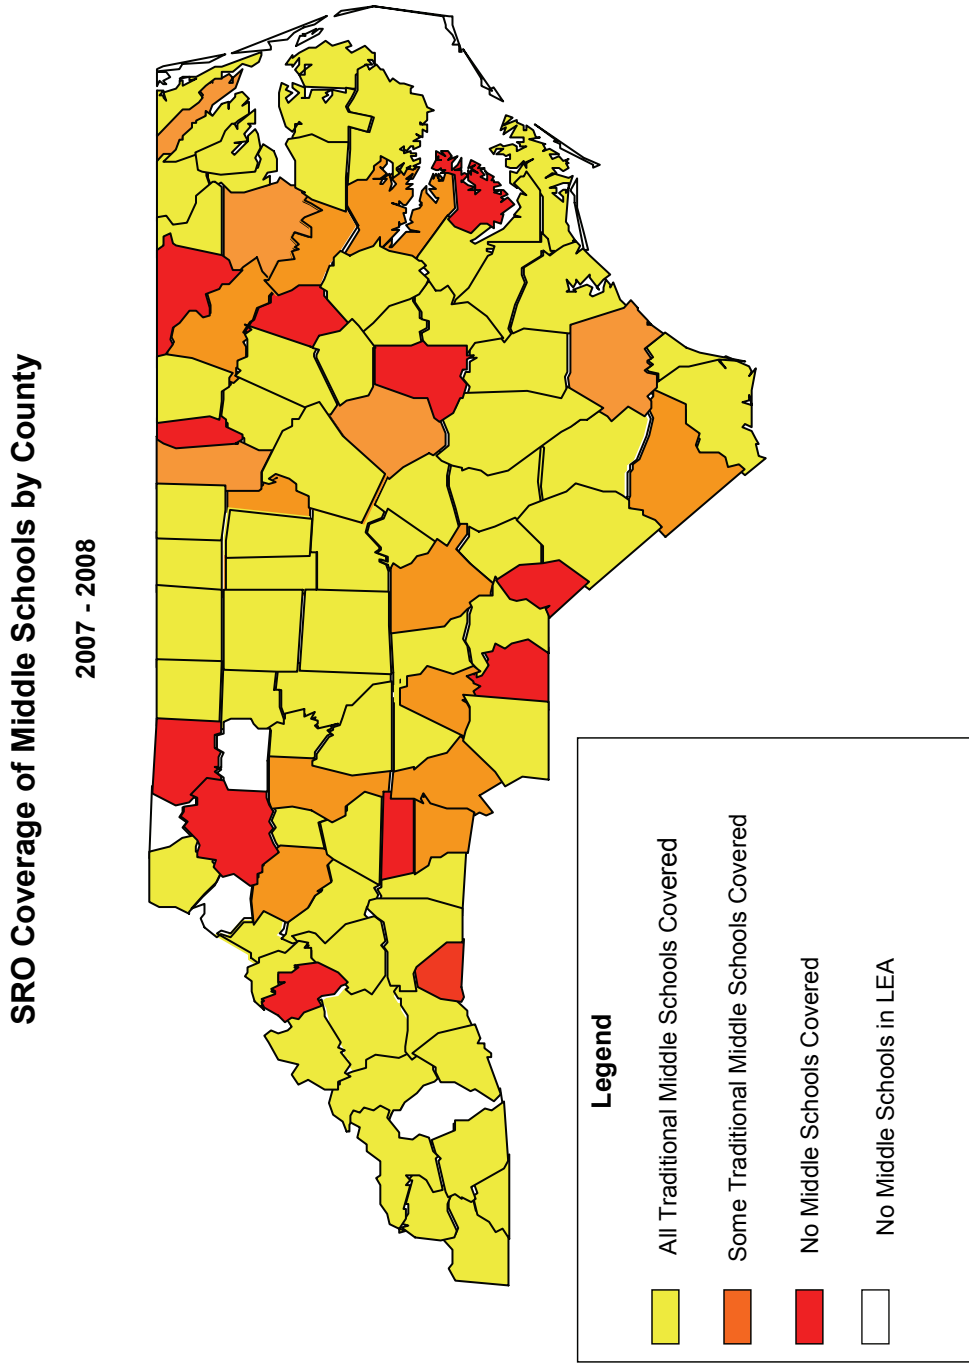 SRO Coverage of Middle Schools by County
2007 - 2008
Legend
All Traditional Middle Schools Covered
Some Traditional Middle Schools Covered
No Middle Schools Covered
No Middle Schools in LEA